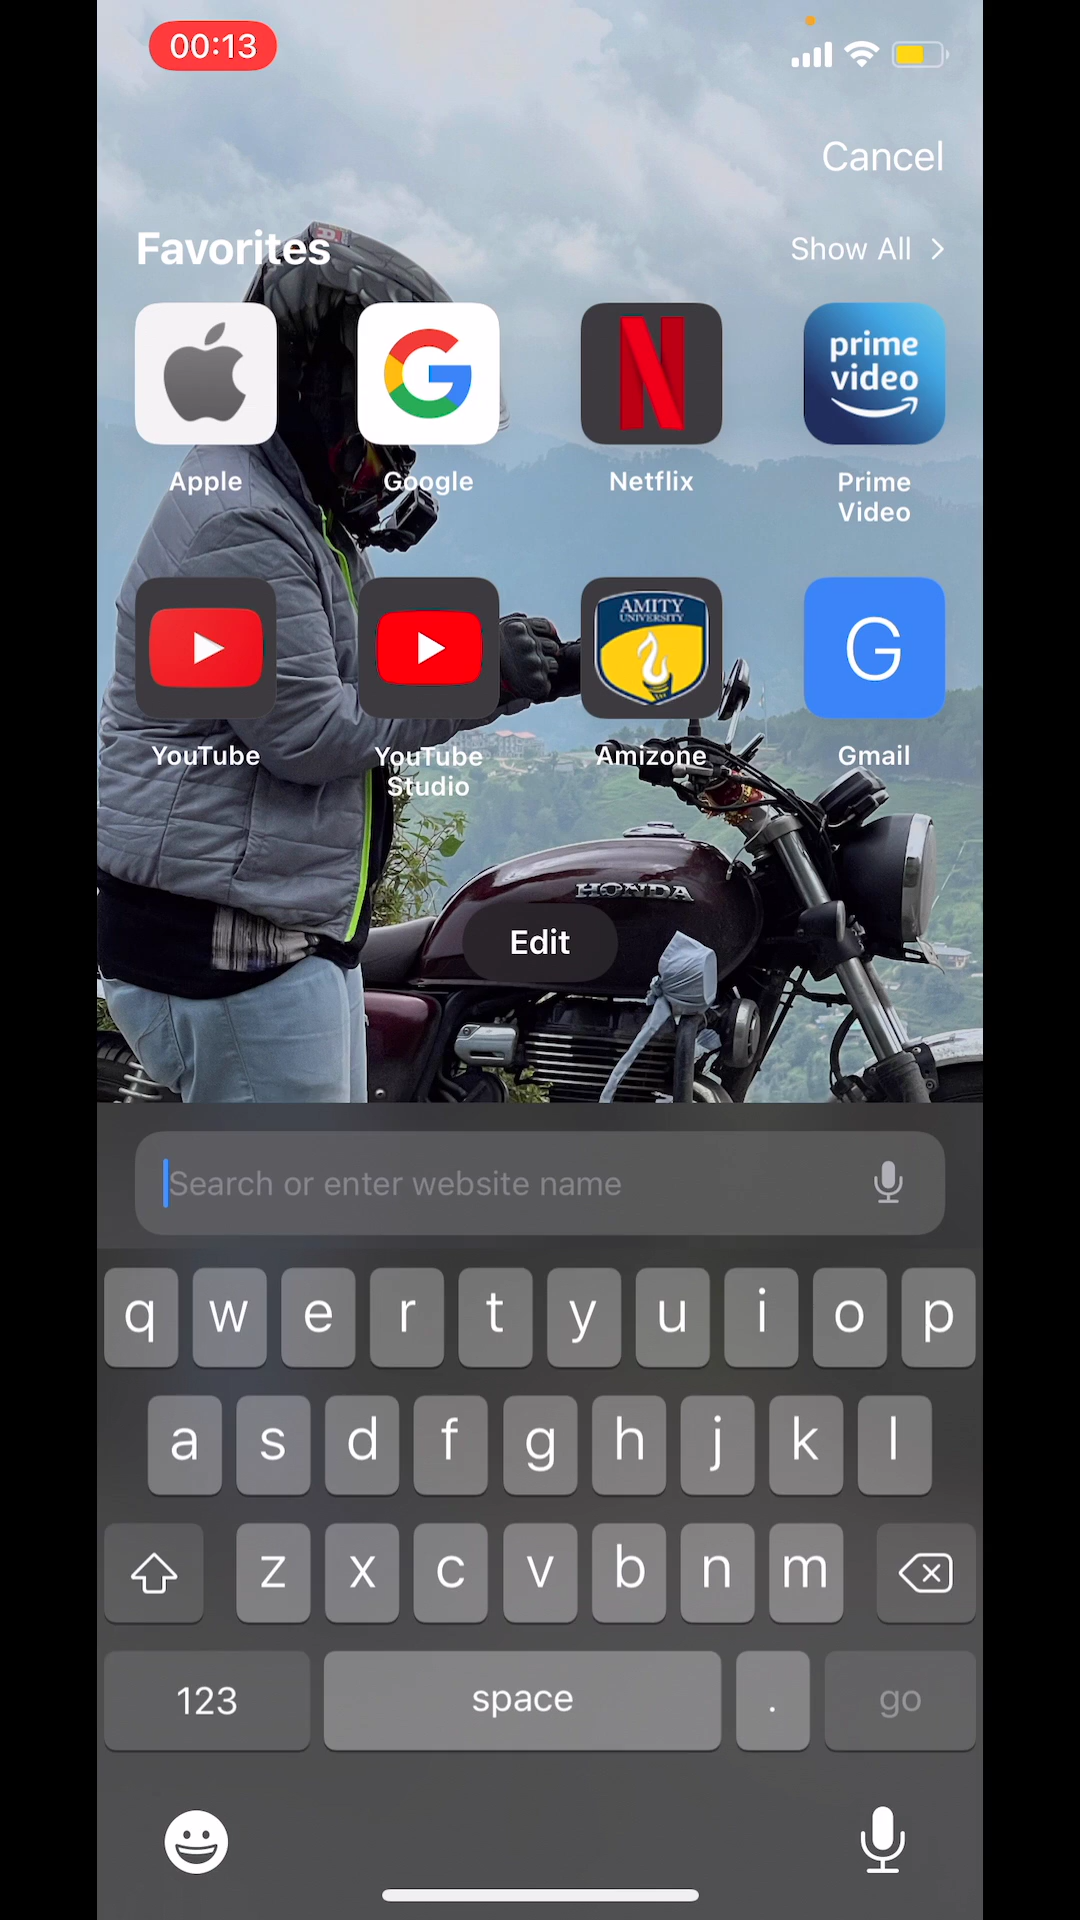 00:13
Cancel
Favorites
Show All
Apple
Google
Netflix
prime
video
Prime
Video
YouTube
YouTube
Studio
AMITY
UNIVERSITY
Amizone
G
Gmail
HONDA
Edit
Search or enter website name
q w e r t y u i o p
a s d f g h j k l
z x c v b n m
123 space . go